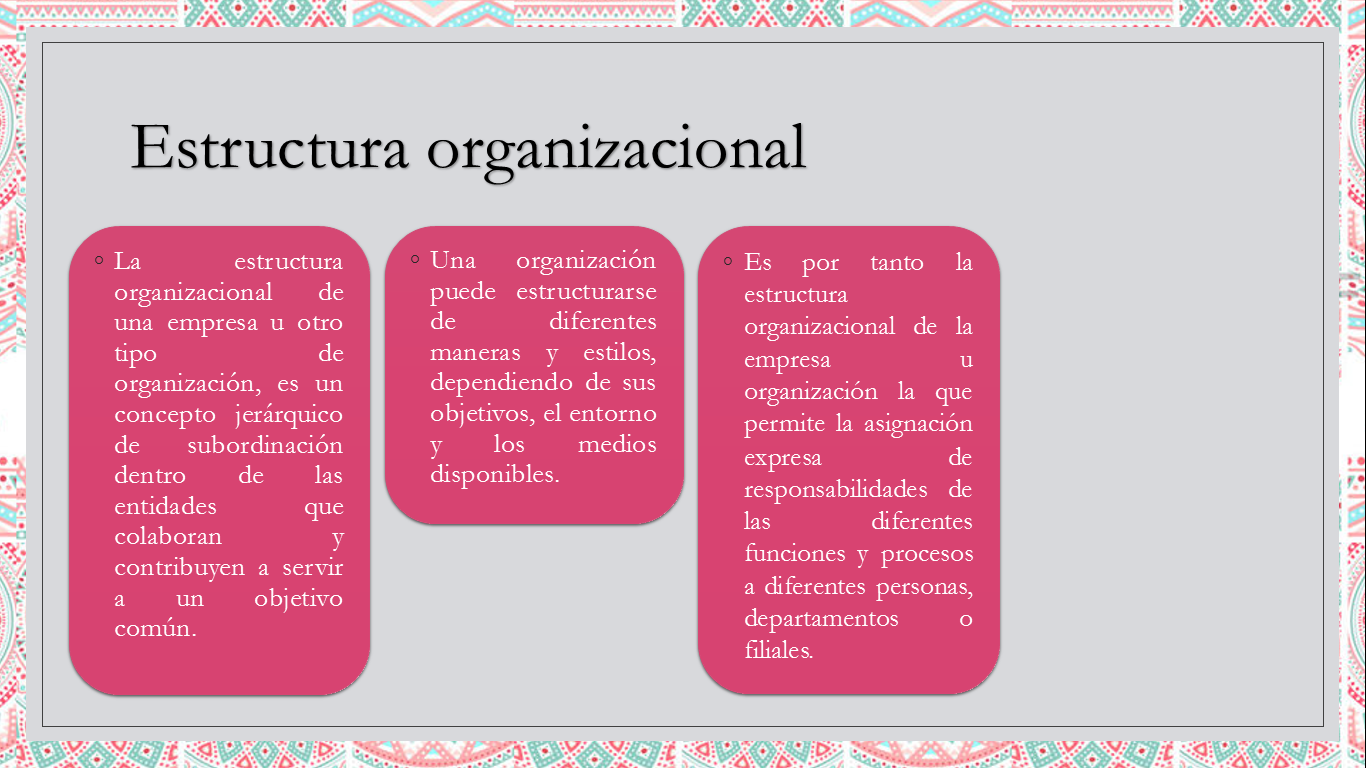 Estructura organizacional
◦ La estructura
organizacional de
una empresa u otro
tipo de
organización, es un
concepto jerárquico
de subordinación
dentro de las
entidades que
colaboran y
contribuyen a servir
a un objetivo
común.
◦ Una organización
puede estructurarse
de diferentes
maneras y estilos,
dependiendo de sus
objetivos, el entorno
y los medios
disponibles.
◦ Es por tanto la
estructura
organizacional de la
empresa u
organización la que
permite la asignación
expresa de
responsabilidades de
las diferentes
funciones y procesos
a diferentes personas,
departamentos o
filiales.